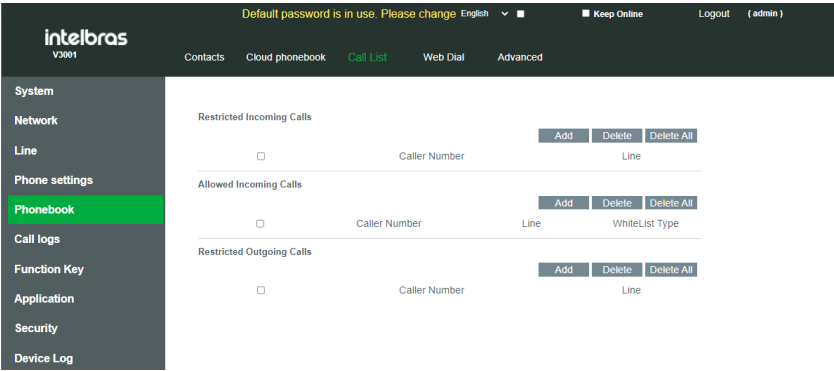 Default password is in use. Please change English Keep Online Logout ( admin )
intelbras
V3001
Contacts Cloud phonebook Call List Web Dial Advanced
System
Network
Line
Phone settings
Phonebook
Call logs
Function Key
Application
Security
Device Log
Restricted Incoming Calls
Add Delete Delete All
Caller Number Line
Allowed Incoming Calls
Add Delete Delete All
Caller Number Line WhiteList Type
Restricted Outgoing Calls
Add Delete Delete All
Caller Number Line